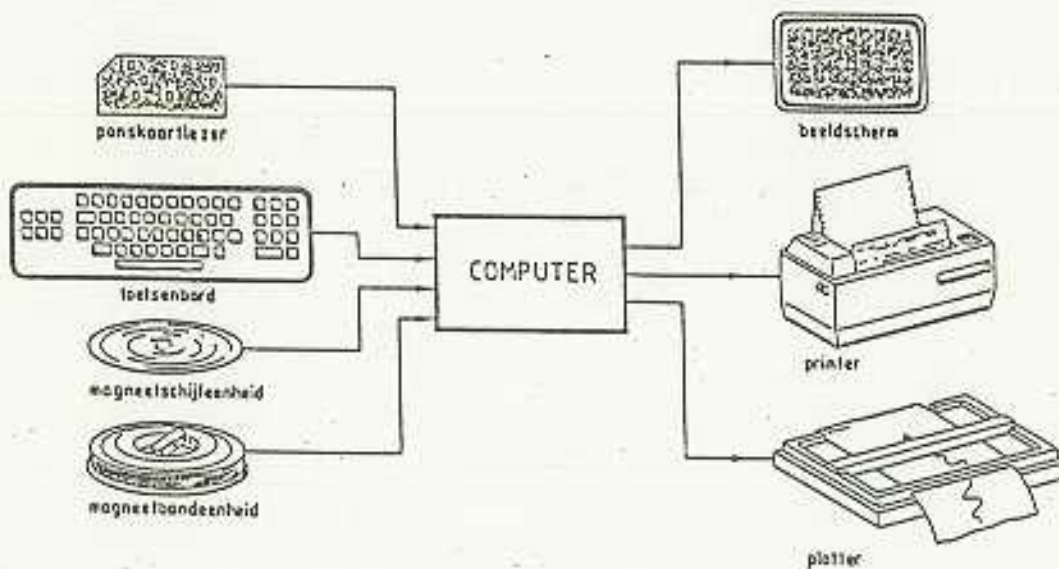 ponskaartlezer
toetsenbord
magneetschijfeenheid
magneetbandeenheid
COMPUTER
beeldscherm
printer
plotter